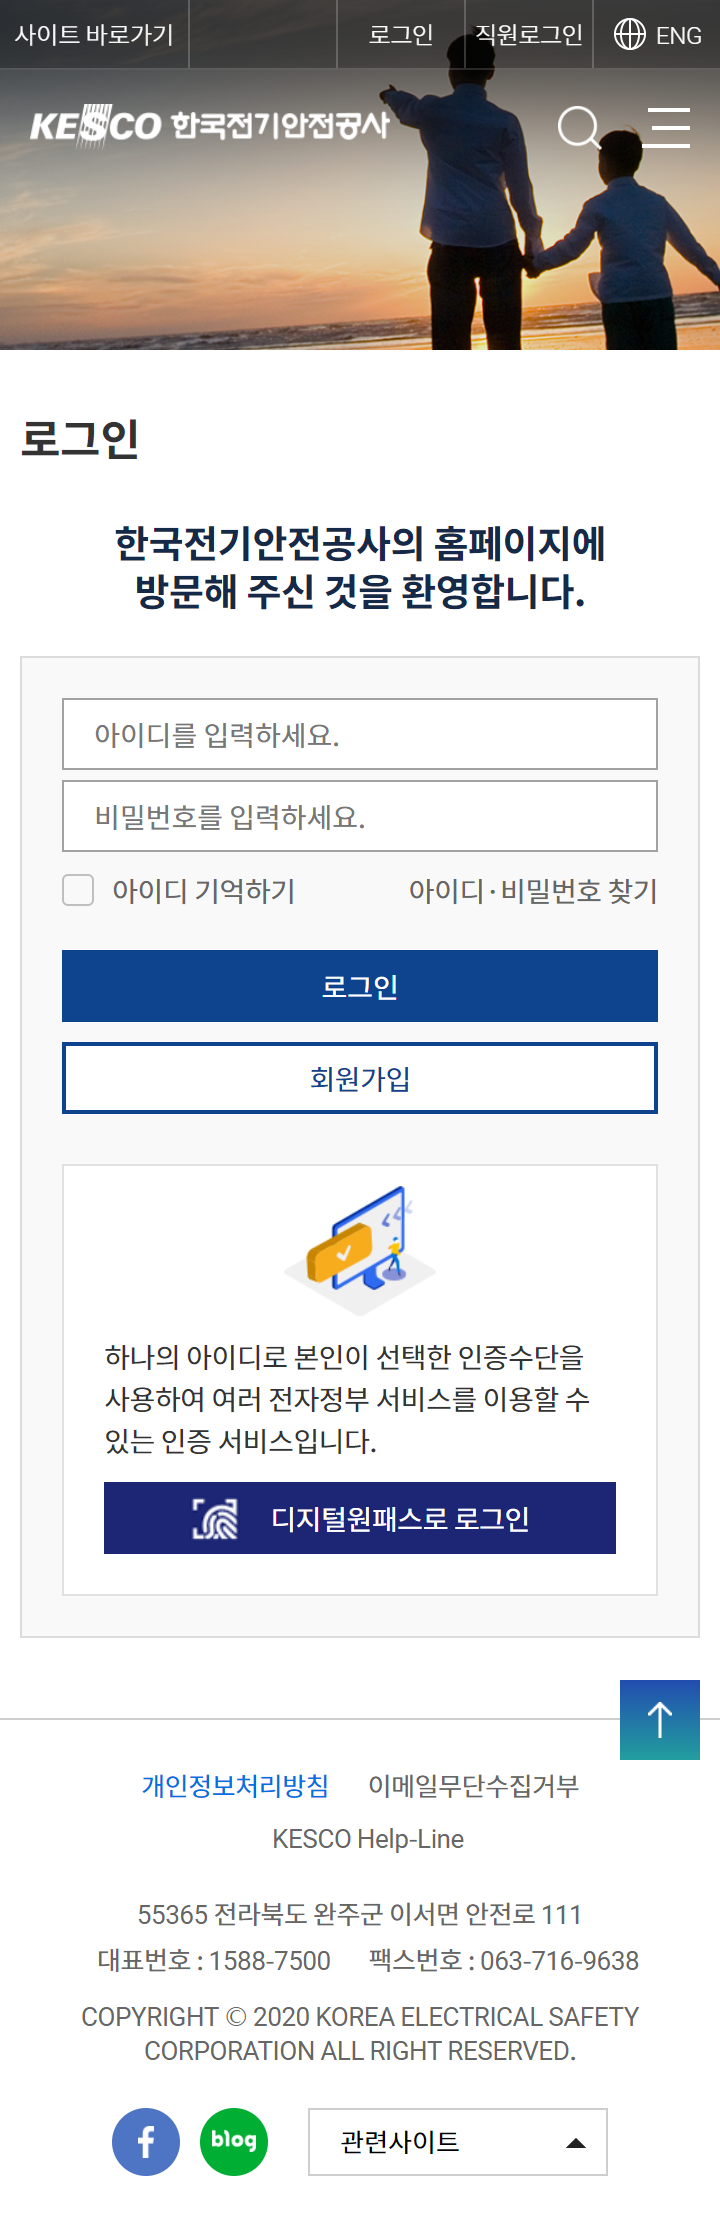 사이트 바로가기
로그인
직원로그인
ENG
KESCO 한국전기안전공사
로그인
한국전기안전공사의 홈페이지에
방문해 주신 것을 환영합니다.
아이디를 입력하세요.
비밀번호를 입력하세요.
아이디 기억하기
아이디·비밀번호 찾기
로그인
회원가입
하나의 아이디로 본인이 선택한 인증수단을
사용하여 여러 전자정부 서비스를 이용할 수
있는 인증 서비스입니다.
디지털원패스로 로그인
개인정보처리방침 이메일무단수집거부
KESCO Help-Line
55365 전라북도 완주군 이서면 안전로 111
대표번호 : 1588-7500 팩스번호 : 063-716-9638
COPYRIGHT © 2020 KOREA ELECTRICAL SAFETY
CORPORATION ALL RIGHT RESERVED.
f
blog
관련사이트